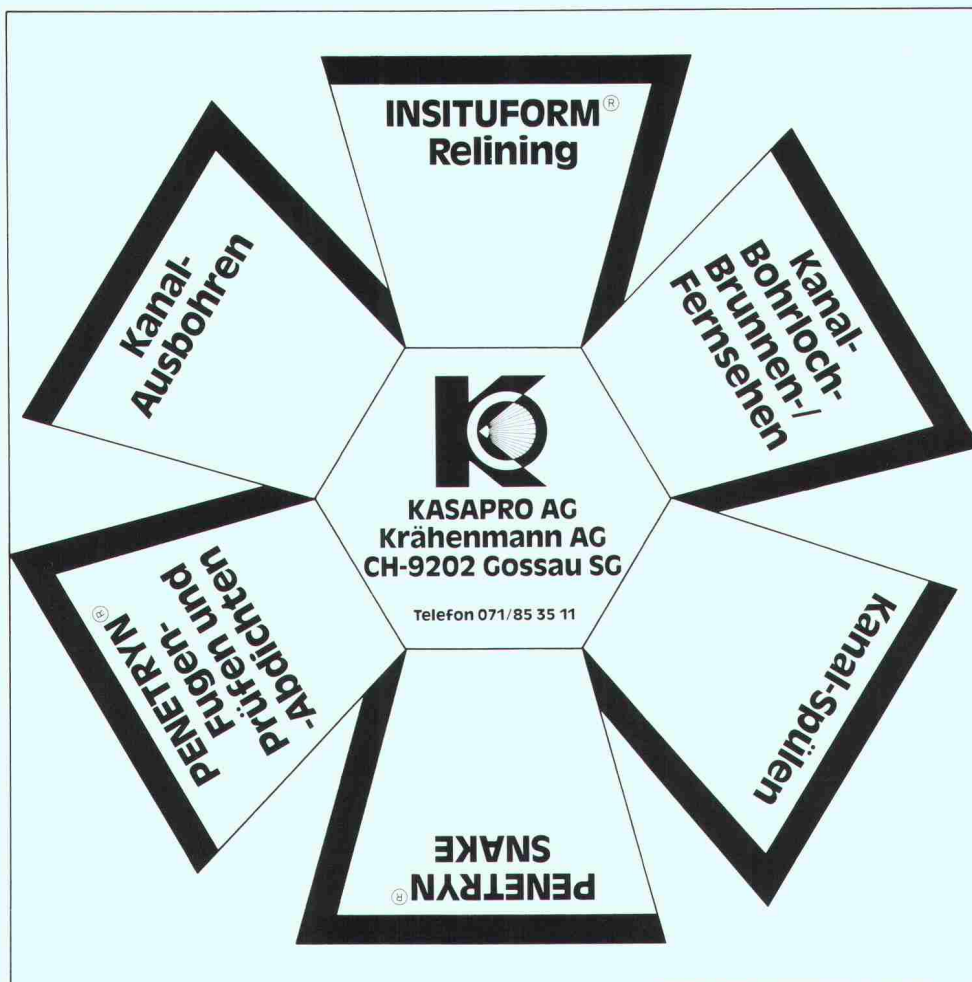 INSITUFORM®
Relining
Kanal-
Bohrloch-
Brunnen-/
Fernsehen
Kanal-Spülen
PENETRYN®
SNAKE
PENETRYN®
Fugen-
Prüfen und
-Abdichten
Kanal-
Ausbohren
K
KASAPRO AG
Krähenmann AG
CH-9202 Gossau SG
Telefon 071/85 35 11